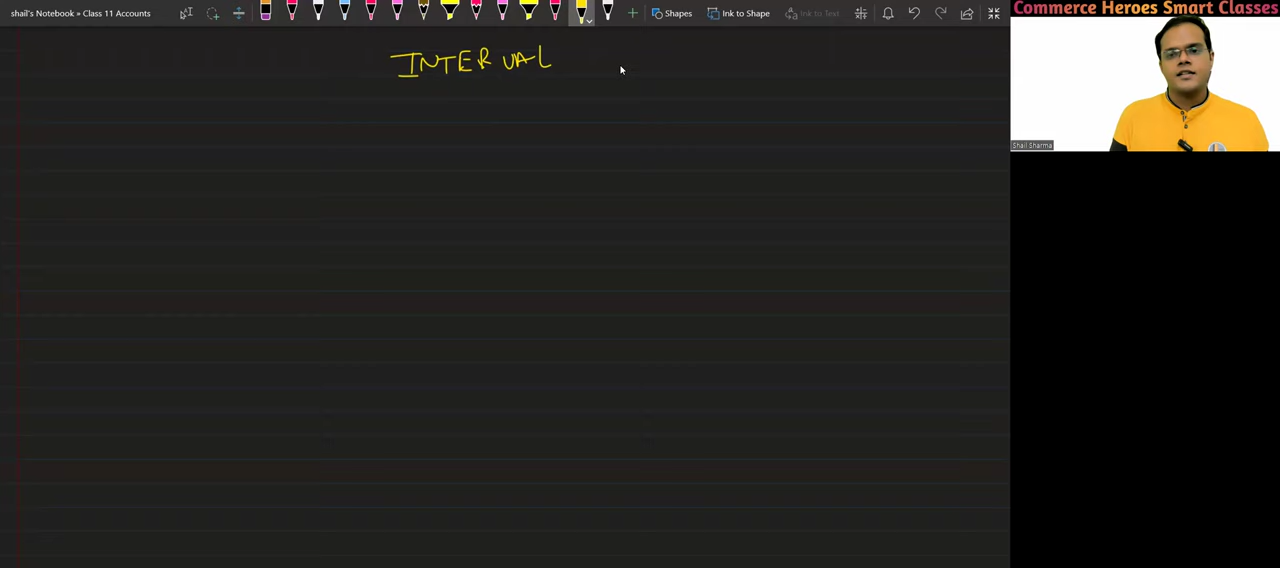 shail's Notebook » Class 11 Accounts
Shapes
Ink to Shape
Ink to Text
Commerce Heroes Smart Classes
INTERVAL
Shail Sharma